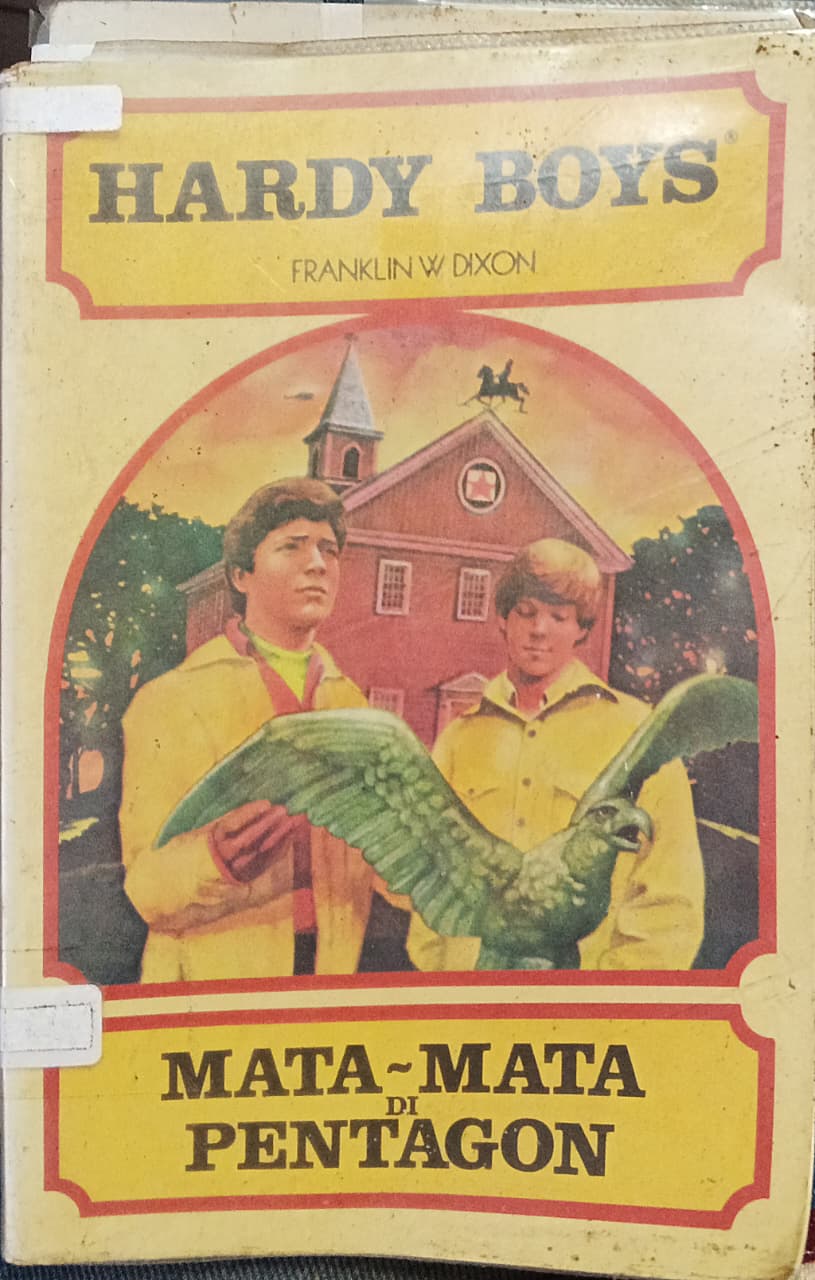 HARDY BOYS®
FRANKLIN W DIXON
MATA~MATA
DI
PENTAGON